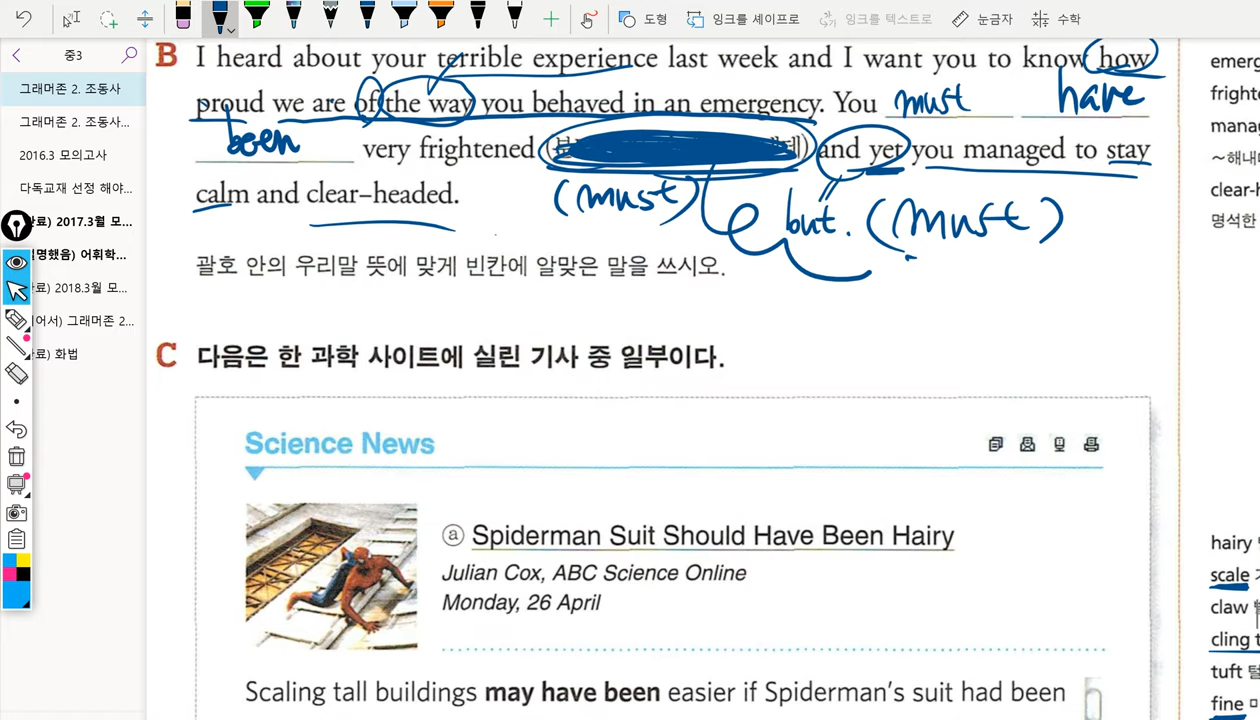 도형
잉크를 셰이프로
잉크를 텍스트로
눈금자
수학
중3
그래머존 2. 조동사
그래머존 2. 조동사...
2016.3 모의고사
다독교재 선정 해야...
료) 2017.3월 모...
명했음) 어휘학...
료) 2018.3월 모...
어서) 그래머존 2...
료) 화법
B I heard about your terrible experience last week and I want you to know how
proud we are of the way you behaved in an emergency. You must have
been very frightened ( ) and yet you managed to stay
calm and clear-headed.
(must) but. (must)
괄호 안의 우리말 뜻에 맞게 빈칸에 알맞은 말을 쓰시오.
C 다음은 한 과학 사이트에 실린 기사 중 일부이다.
Science News
ⓐ Spiderman Suit Should Have Been Hairy
Julian Cox, ABC Science Online
Monday, 26 April
Scaling tall buildings may have been easier if Spiderman's suit had been
emerg
frighte
manag
~해내
clear-h
명석한
hairy
scale
claw
cling t
tuft 털
fine 미